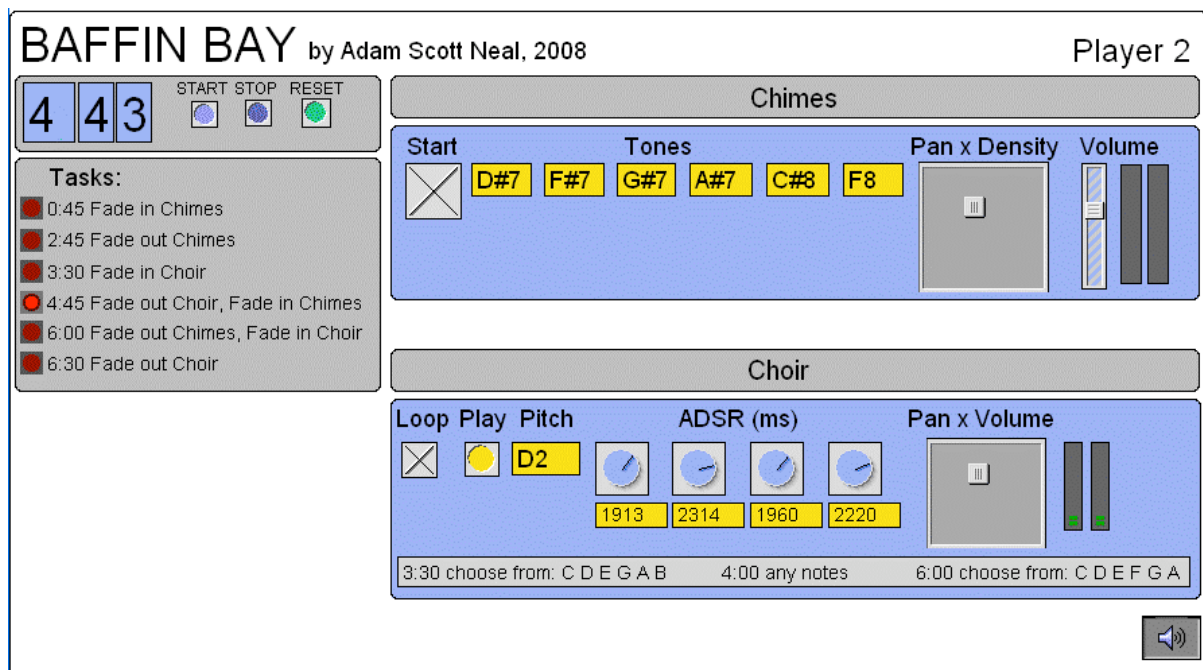 BAFFIN BAY by Adam Scott Neal, 2008
Player 2
4 4 3
START STOP RESET
Tasks:
0:45 Fade in Chimes
2:45 Fade out Chimes
3:30 Fade in Choir
4:45 Fade out Choir, Fade in Chimes
6:00 Fade out Chimes, Fade in Choir
6:30 Fade out Choir
Chimes
Start Tones Pan x Density Volume
D#7 F#7 G#7 A#7 C#8 F8
Choir
Loop Play Pitch ADSR (ms) Pan x Volume
D2
1913 2314 1960 2220
3:30 choose from: C D E G A B 4:00 any notes 6:00 choose from: C D E F G A